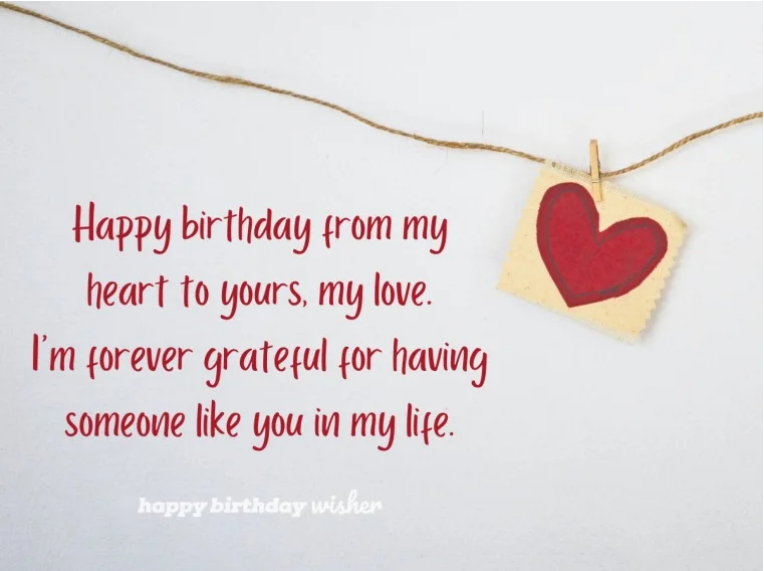 Happy birthday from my
heart to yours, my love.
I'm forever grateful for having
someone like you in my life.
happy birthday wisher